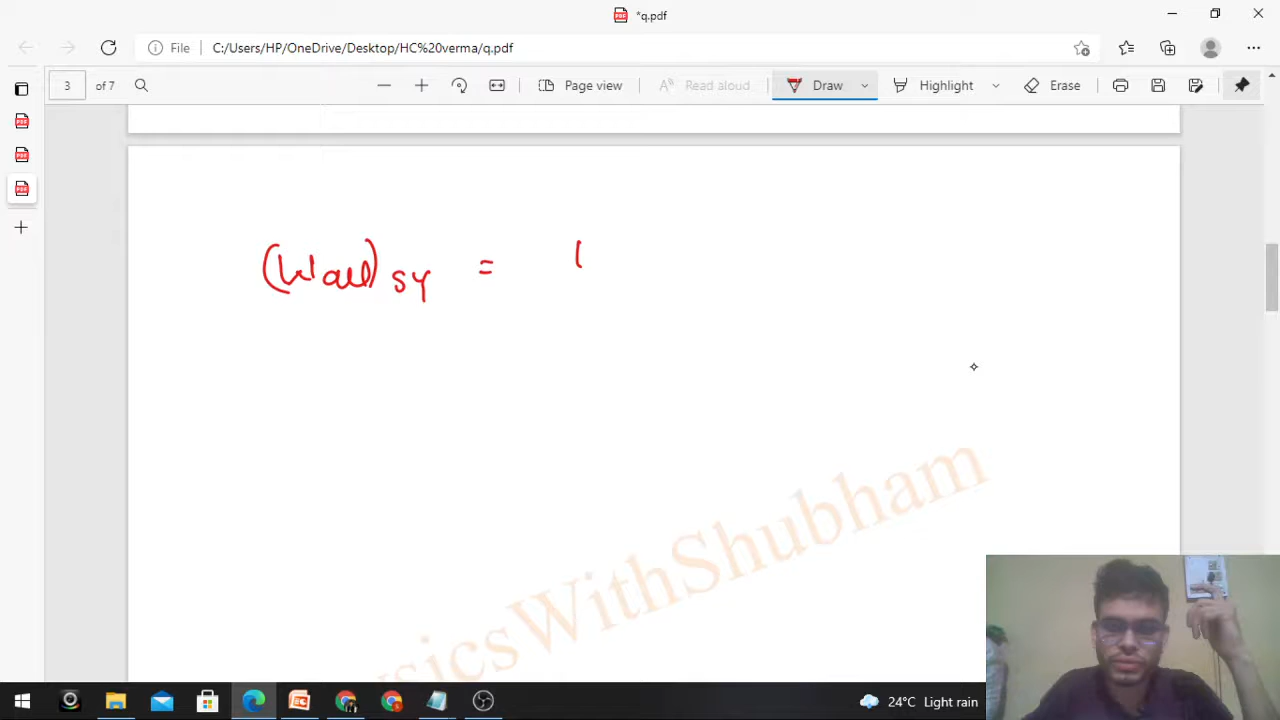 *q.pdf
File C:/Users/HP/OneDrive/Desktop/HC%20verma/q.pdf
3 of 7 Page view Read aloud Draw Highlight Erase
(Wall)sy = (
sicsWithShubham
24°C Light rain